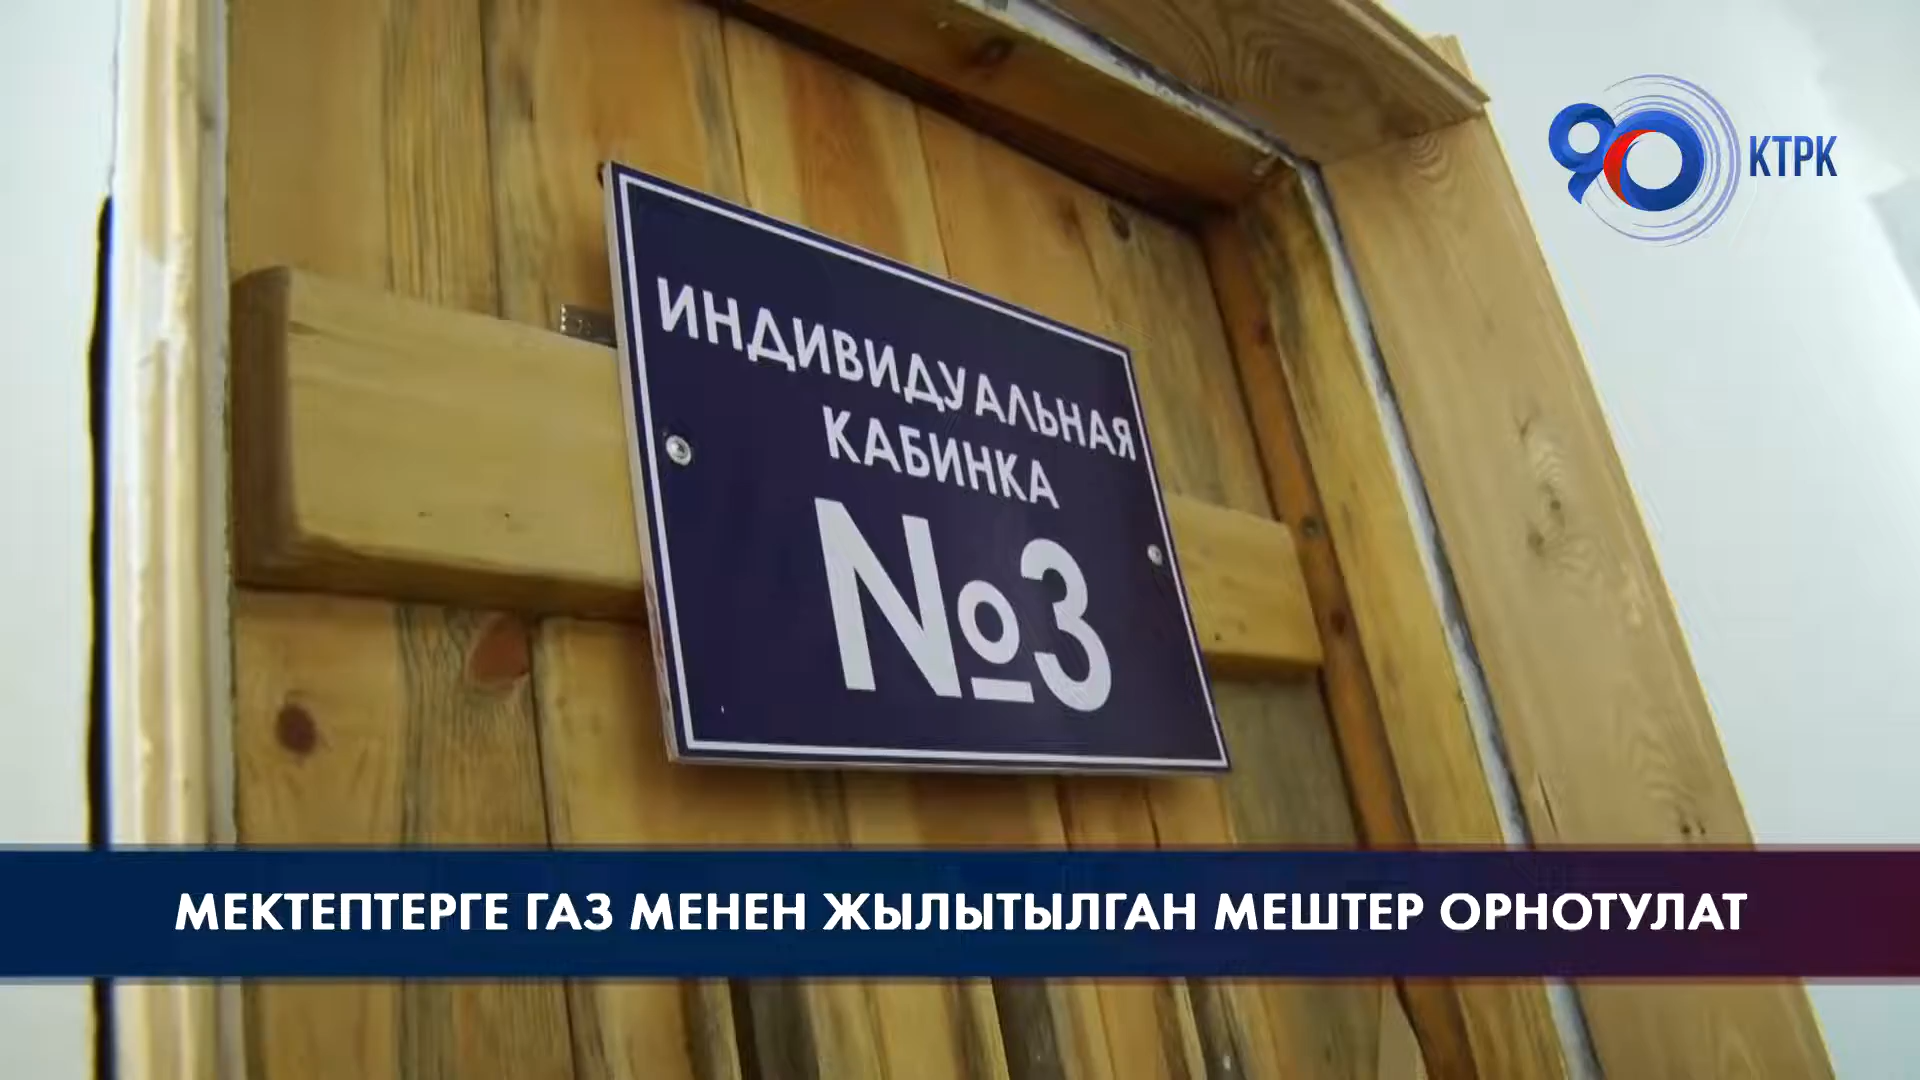 90 КТРК
ИНДИВИДУАЛЬНАЯ
КАБИНКА
№3
МЕКТЕПТЕРГЕ ГАЗ МЕНЕН ЖЫЛЫТЫЛГАН МЕШТЕР ОРНОТУЛАТ